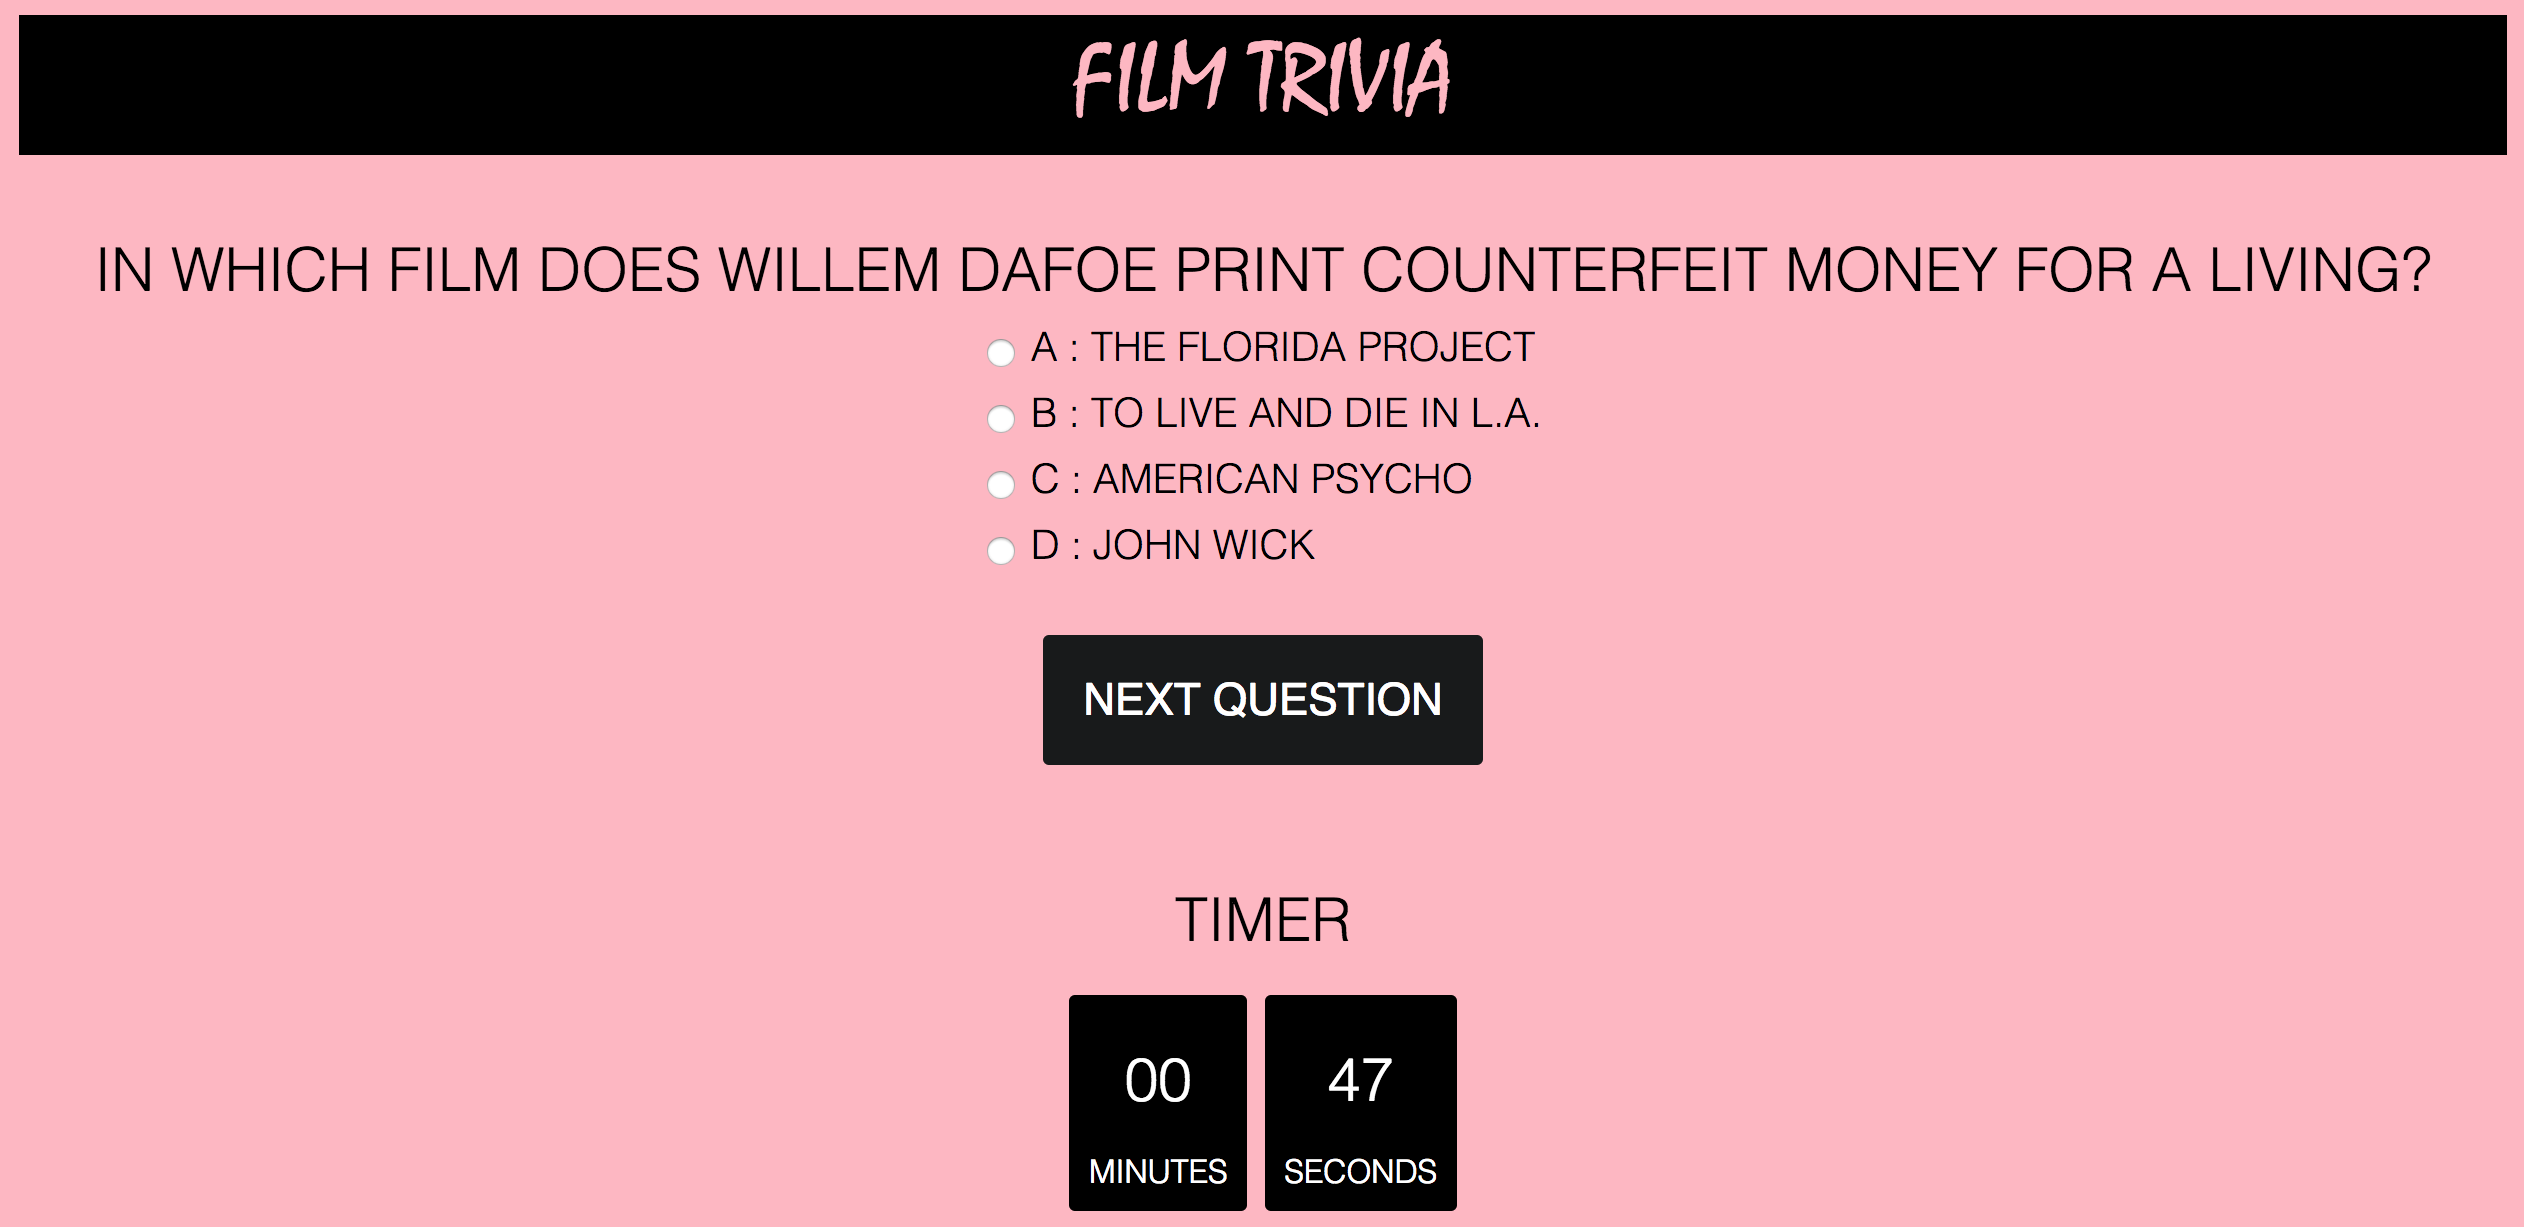 FILM TRIVIA
IN WHICH FILM DOES WILLEM DAFOE PRINT COUNTERFEIT MONEY FOR A LIVING?
A : THE FLORIDA PROJECT
B : TO LIVE AND DIE IN L.A.
C : AMERICAN PSYCHO
D : JOHN WICK
NEXT QUESTION
TIMER
00 47
MINUTES SECONDS